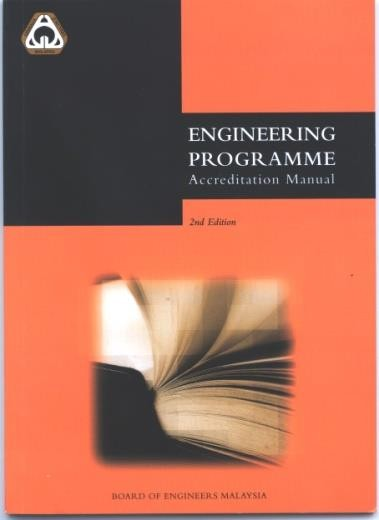 ENGINEERING
PROGRAMME
Accreditation Manual
2nd Edition
BOARD OF ENGINEERS MALAYSIA